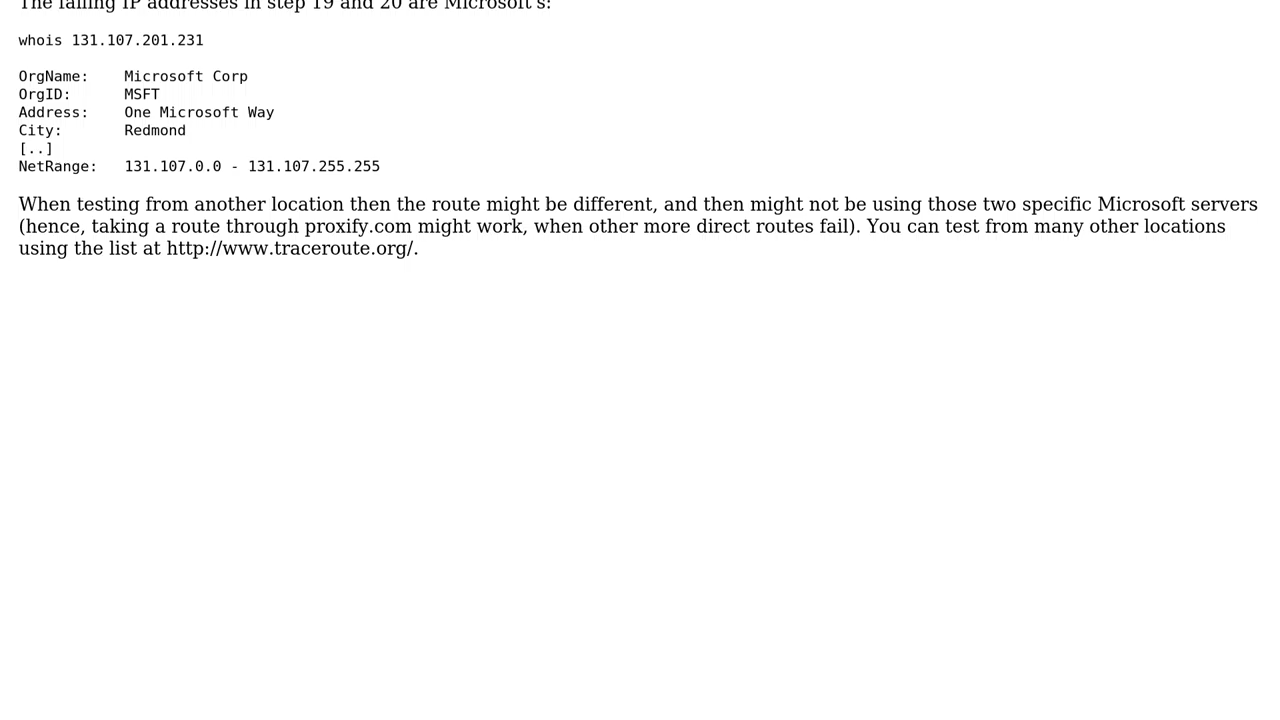 The failing IP addresses in step 19 and 20 are Microsoft's:
whois 131.107.201.231
OrgName:    Microsoft Corp
OrgID:      MSFT
Address:    One Microsoft Way
City:       Redmond
[..]
NetRange:   131.107.0.0 - 131.107.255.255
When testing from another location then the route might be different, and then might not be using those two specific Microsoft servers
(hence, taking a route through proxify.com might work, when other more direct routes fail). You can test from many other locations
using the list at http://www.traceroute.org/.